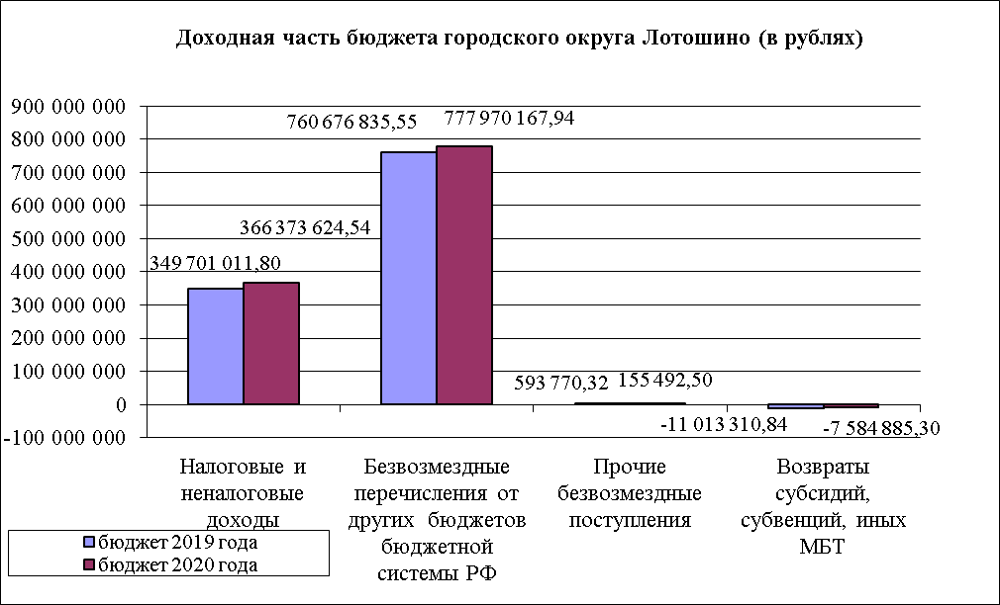 Доходная часть бюджета городского округа Лотошино (в рублях)
900 000 000
800 000 000
700 000 000
600 000 000
500 000 000
400 000 000
300 000 000
200 000 000
100 000 000
0
-100 000 000
349 701 011,80
366 373 624,54
760 676 835,55
777 970 167,94
593 770,32
155 492,50
-11 013 310,84
-7 584 885,30
Налоговые и
неналоговые
доходы
Безвозмездные
перечисления от
других бюджетов
бюджетной
системы РФ
Прочие
безвозмездные
поступления
Возвраты
субсидий,
субвенций, иных
МБТ
бюджет 2019 года
бюджет 2020 года